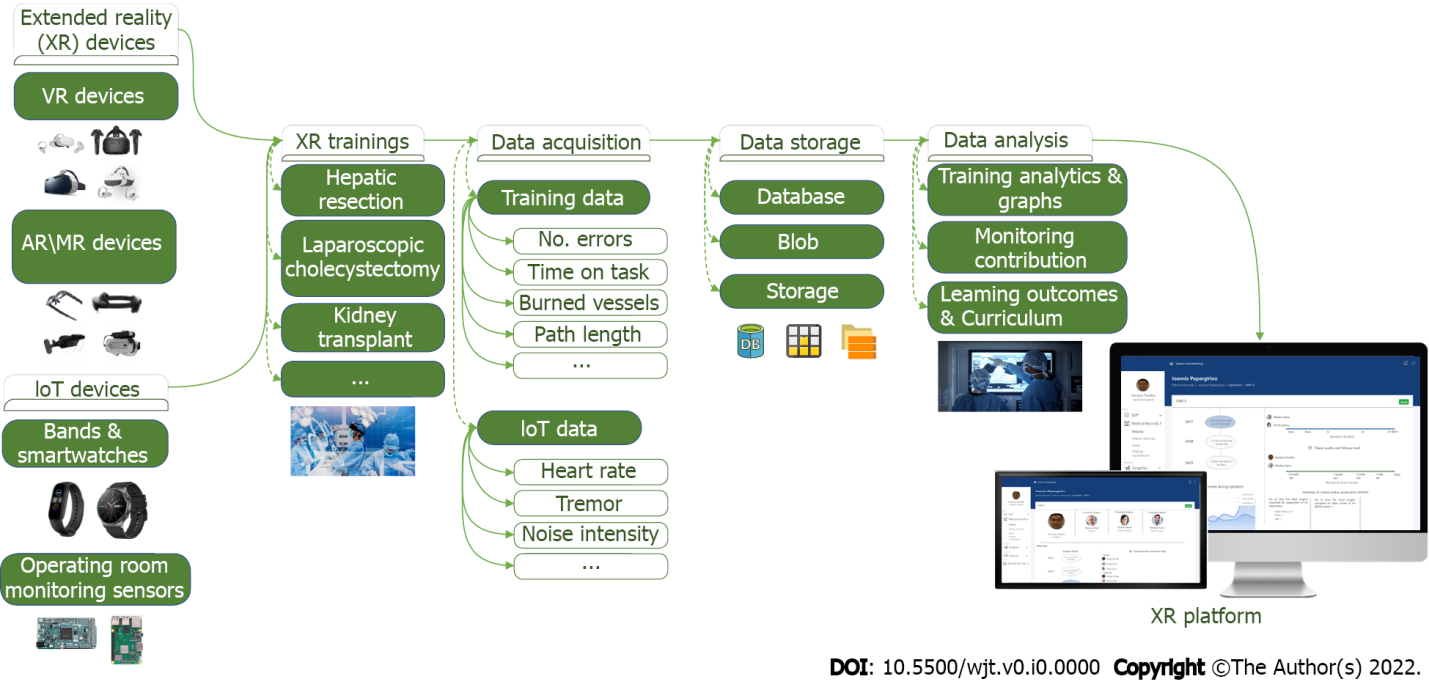 Extended reality
(XR) devices
VR devices
AR\MR devices
IoT devices
Bands &
smartwatches
Operating room
monitoring sensors
XR trainings
Hepatic
resection
Laparoscopic
cholecystectomy
Kidney
transplant
...
Data acquisition
Training data
No. errors
Time on task
Burned vessels
Path length
...
IoT data
Heart rate
Tremor
Noise intensity
...
Data storage
Database
Blob
Storage
DB
Data analysis
Training analytics &
graphs
Monitoring
contribution
Leaming outcomes
& Curriculum
Ioannis Papargiriou
Staff
Medical Records
Surgeries
XR platform
DOI: 10.5500/wjt.v0.i0.0000 Copyright ©The Author(s) 2022.